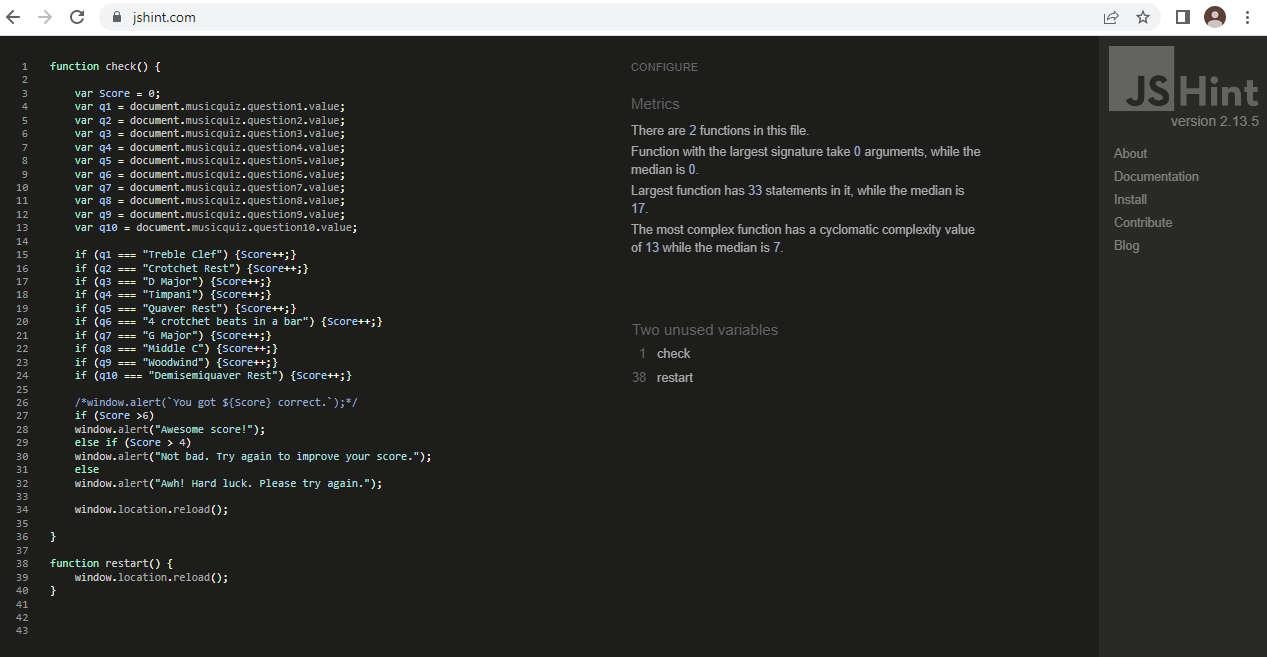 jshint.com
1 function check() {
2
3 var Score = 0;
4 var q1 = document.musicquiz.question1.value;
5 var q2 = document.musicquiz.question2.value;
6 var q3 = document.musicquiz.question3.value;
7 var q4 = document.musicquiz.question4.value;
8 var q5 = document.musicquiz.question5.value;
9 var q6 = document.musicquiz.question6.value;
10 var q7 = document.musicquiz.question7.value;
11 var q8 = document.musicquiz.question8.value;
12 var q9 = document.musicquiz.question9.value;
13 var q10 = document.musicquiz.question10.value;
14
15 if (q1 === "Treble Clef") {Score++;}
16 if (q2 === "Crotchet Rest") {Score++;}
17 if (q3 === "D Major") {Score++;}
18 if (q4 === "Timpani") {Score++;}
19 if (q5 === "Quaver Rest") {Score++;}
20 if (q6 === "4 crotchet beats in a bar") {Score++;}
21 if (q7 === "G Major") {Score++;}
22 if (q8 === "Middle C") {Score++;}
23 if (q9 === "Woodwind") {Score++;}
24 if (q10 === "Demisemiquaver Rest") {Score++;}
25
26 /*window.alert(`You got ${Score} correct.`);*/
27 if (Score >6)
28 window.alert("Awesome score!");
29 else if (Score > 4)
30 window.alert("Not bad. Try again to improve your score.");
31 else
32 window.alert("Awh! Hard luck. Please try again.");
33
34 window.location.reload();
35
36 }
37
38 function restart() {
39 window.location.reload();
40 }
41
42
43
CONFIGURE
Metrics
There are 2 functions in this file.
Function with the largest signature take 0 arguments, while the
median is 0.
Largest function has 33 statements in it, while the median is
17.
The most complex function has a cyclomatic complexity value
of 13 while the median is 7.
Two unused variables
1 check
38 restart
JSHint
version 2.13.5
About
Documentation
Install
Contribute
Blog